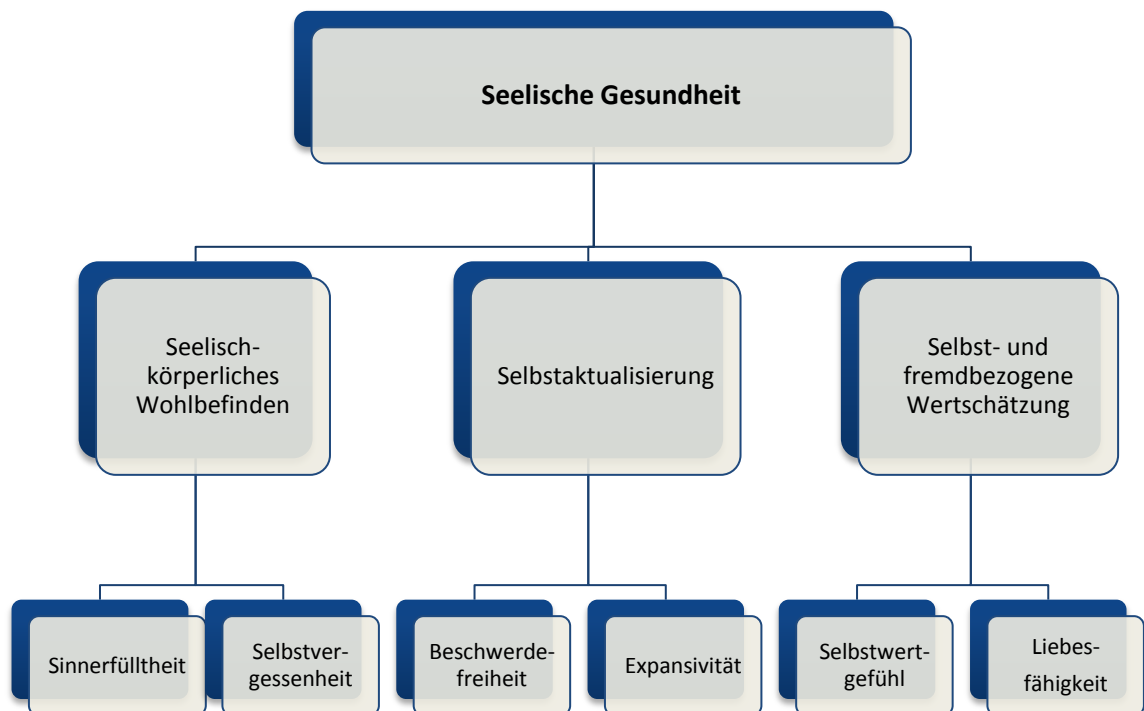 Seelische Gesundheit
Seelisch-
körperliches
Wohlbefinden
Selbstaktualisierung
Selbst- und
fremdbezogene
Wertschätzung
Sinnerfülltheit
Selbstver-
gessenheit
Beschwerde-
freiheit
Expansivität
Selbstwert-
gefühl
Liebes-
fähigkeit